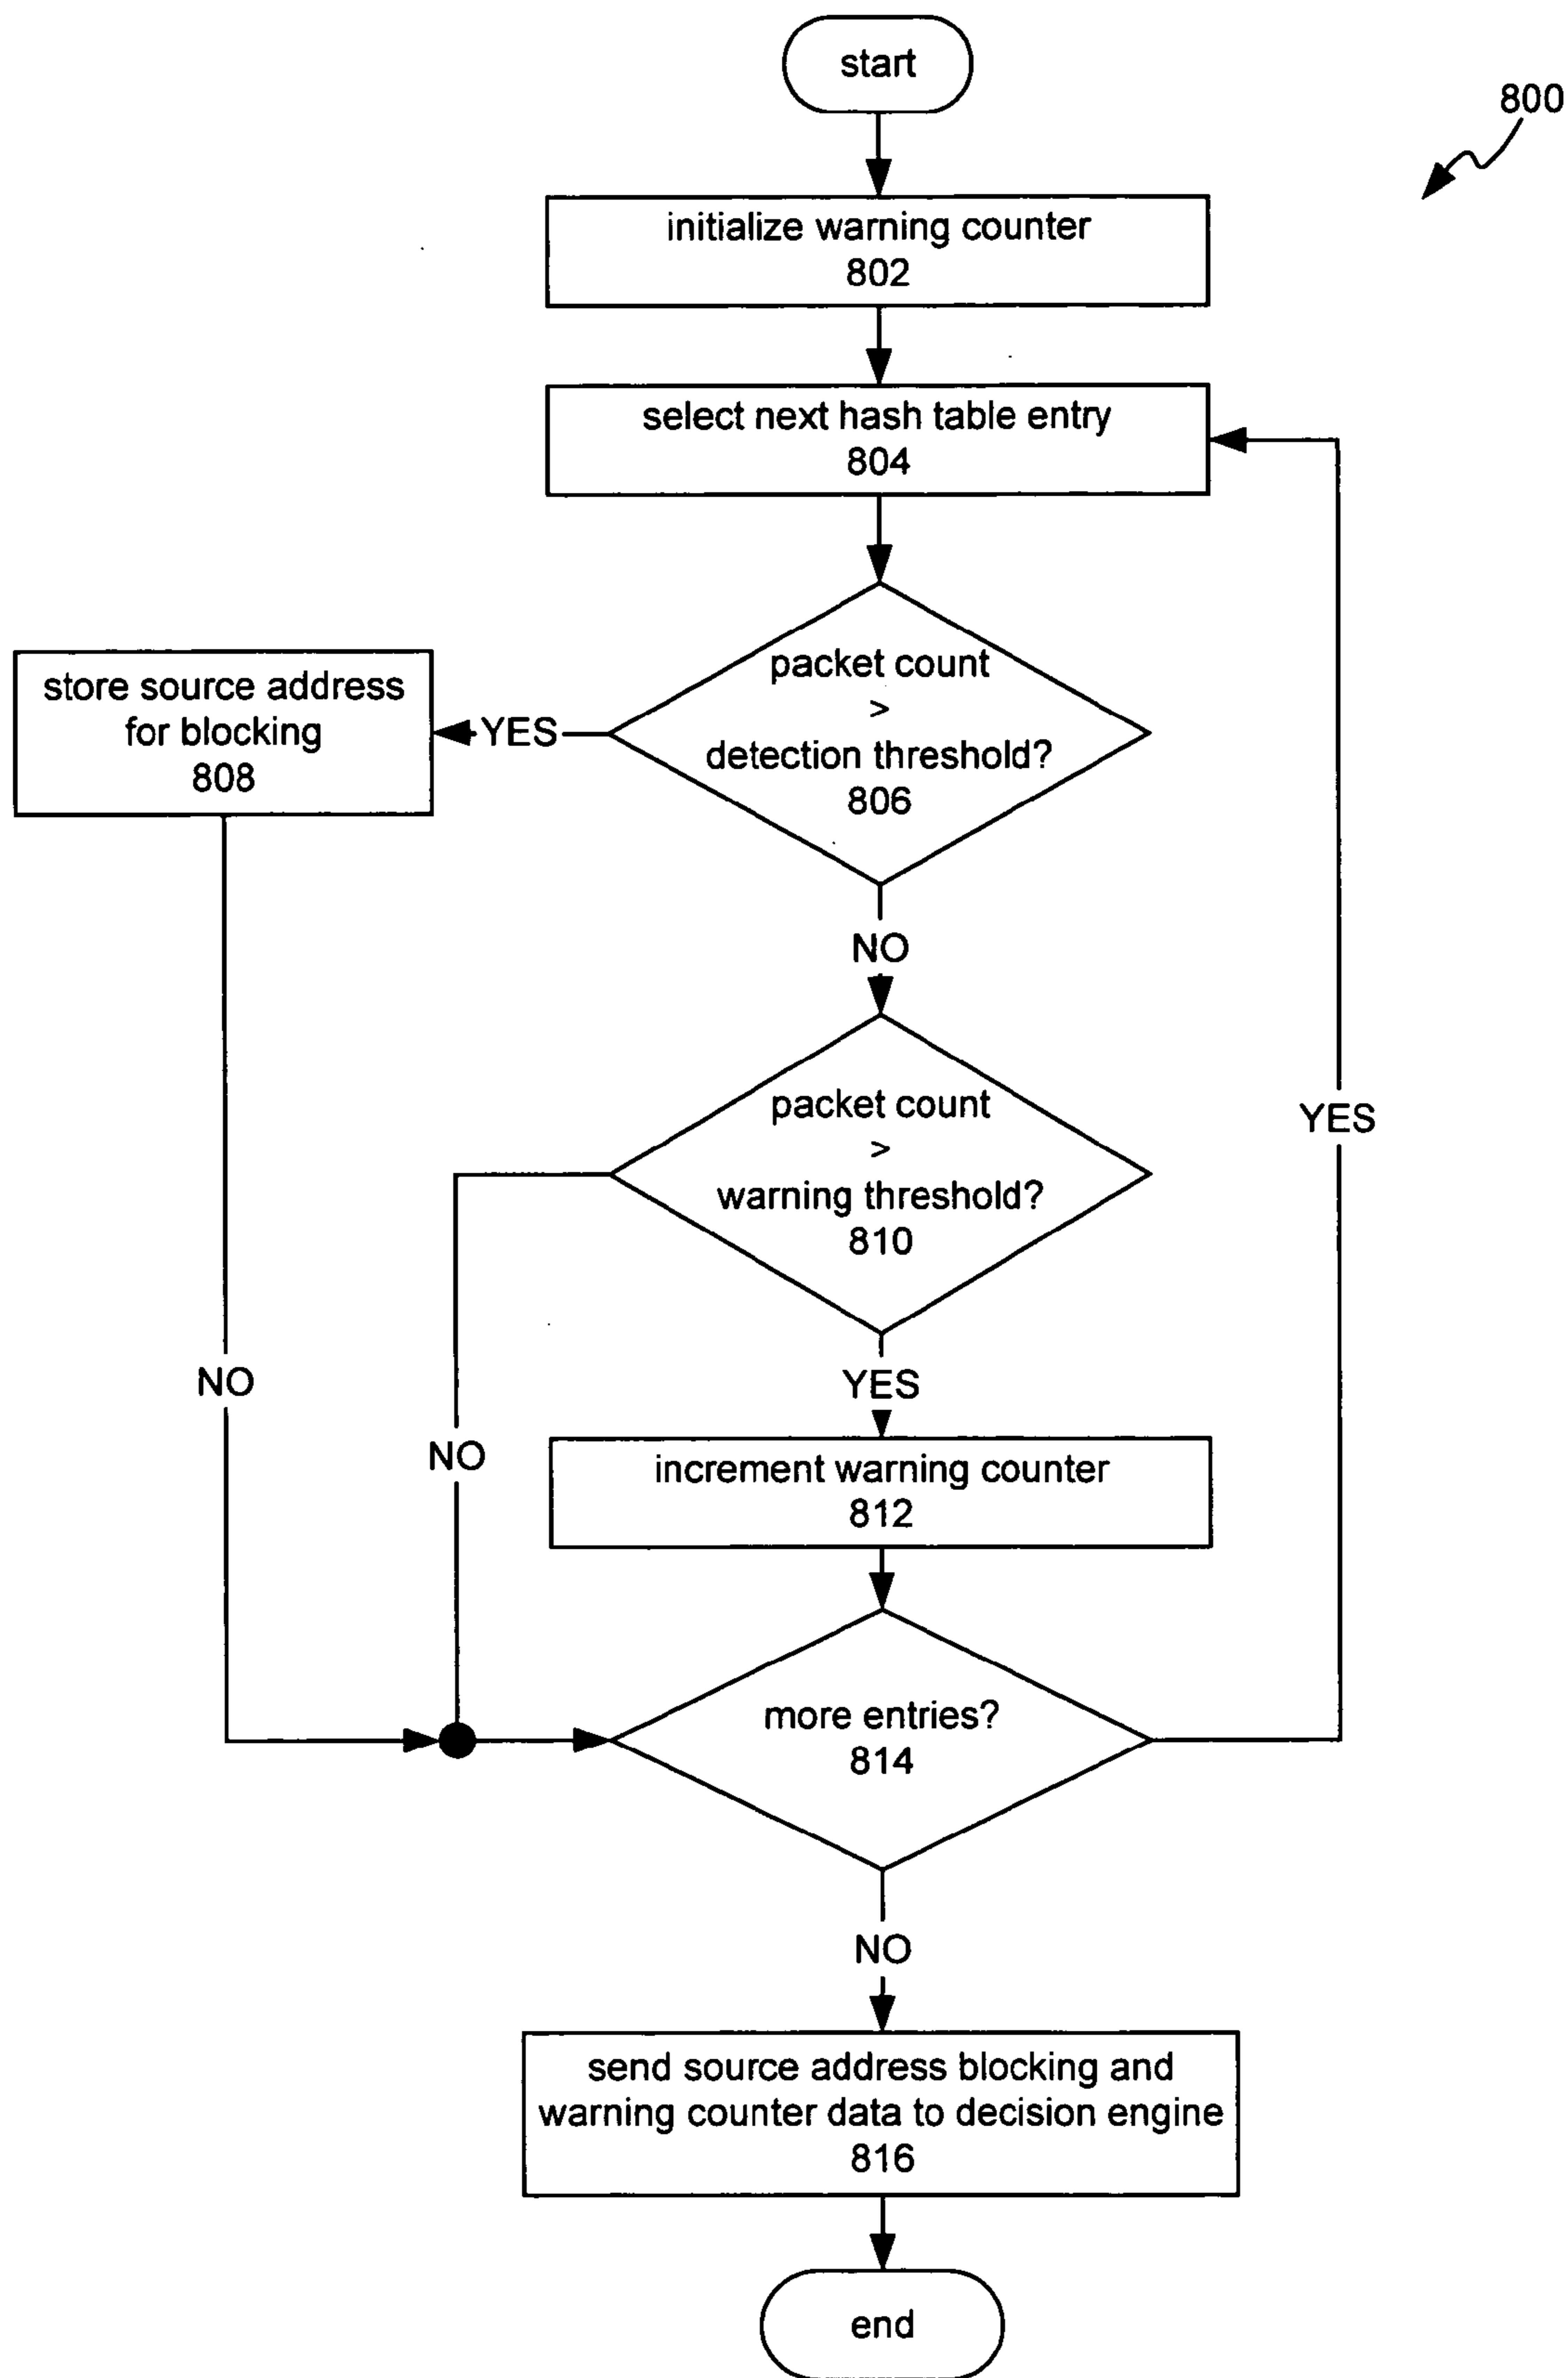 start
800
initialize warning counter
802
select next hash table entry
804
packet count
>
detection threshold?
806
YES
store source address
for blocking
808
NO
packet count
>
warning threshold?
810
YES
NO
YES
NO
increment warning counter
812
more entries?
814
NO
send source address blocking and
warning counter data to decision engine
816
end